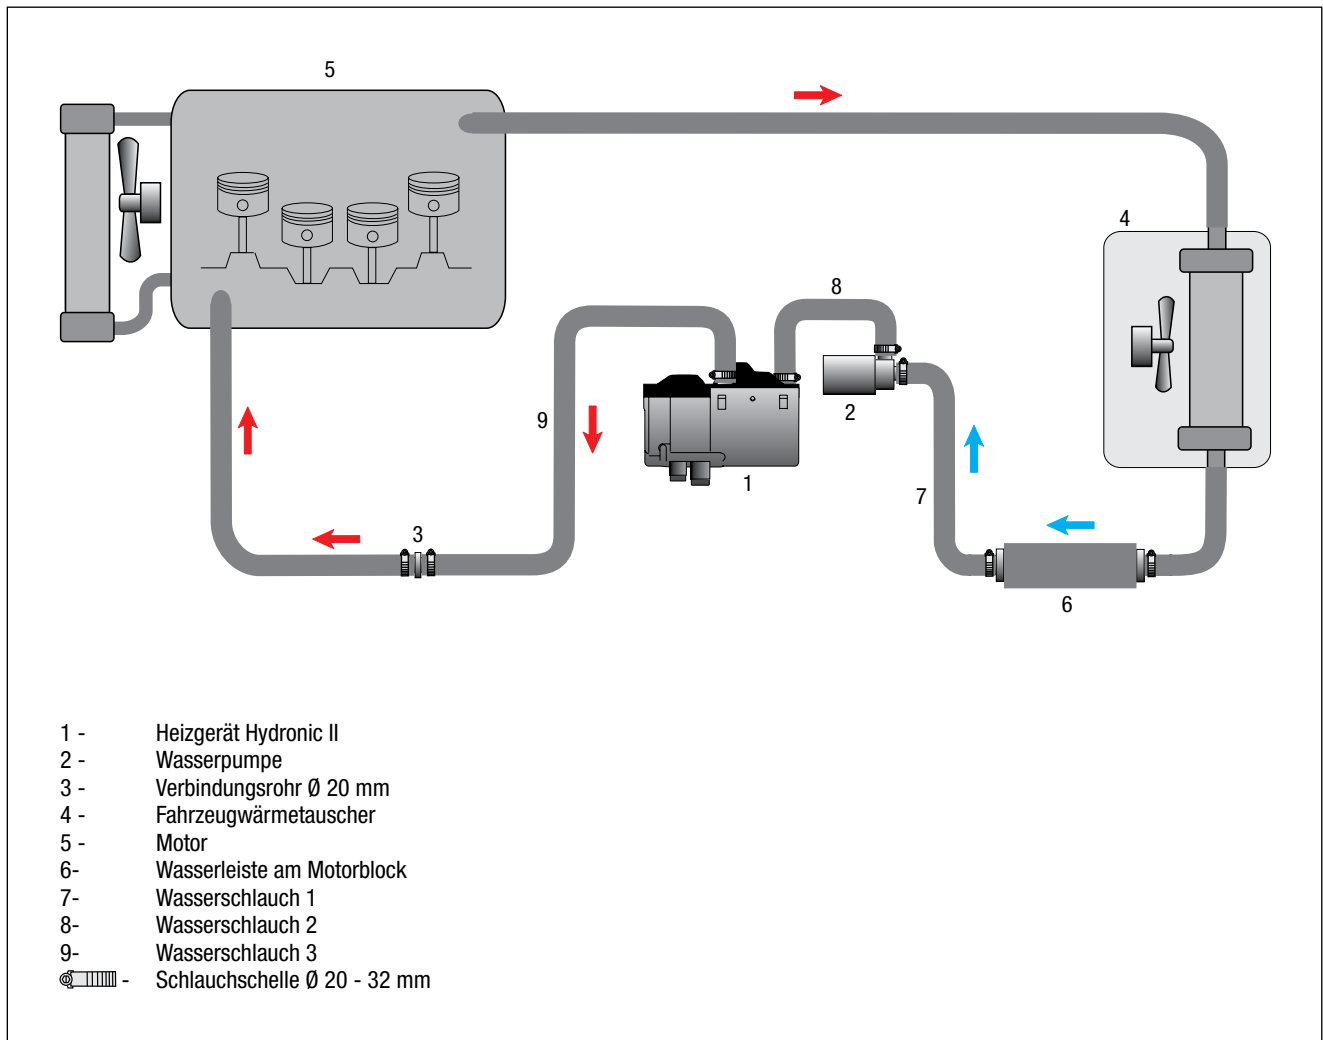 5
4
8
2
9
1
7
3
6
1 - Heizgerät Hydronic II
2 - Wasserpumpe
3 - Verbindungsrohr Ø 20 mm
4 - Fahrzeugwärmetauscher
5 - Motor
6- Wasserleiste am Motorblock
7- Wasserschlauch 1
8- Wasserschlauch 2
9- Wasserschlauch 3
- Schlauchschelle Ø 20 - 32 mm